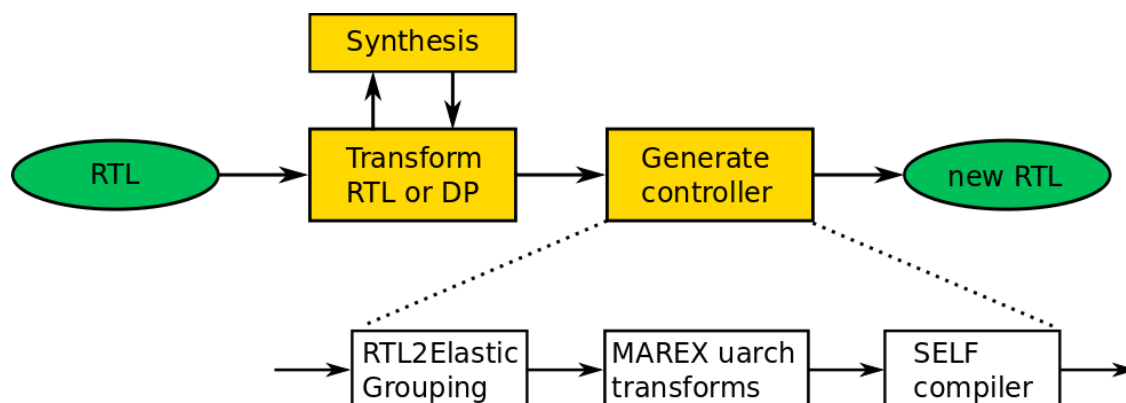 Synthesis
RTL
Transform
RTL or DP
Generate
controller
new RTL
RTL2Elastic
Grouping
MAREX uarch
transforms
SELF
compiler